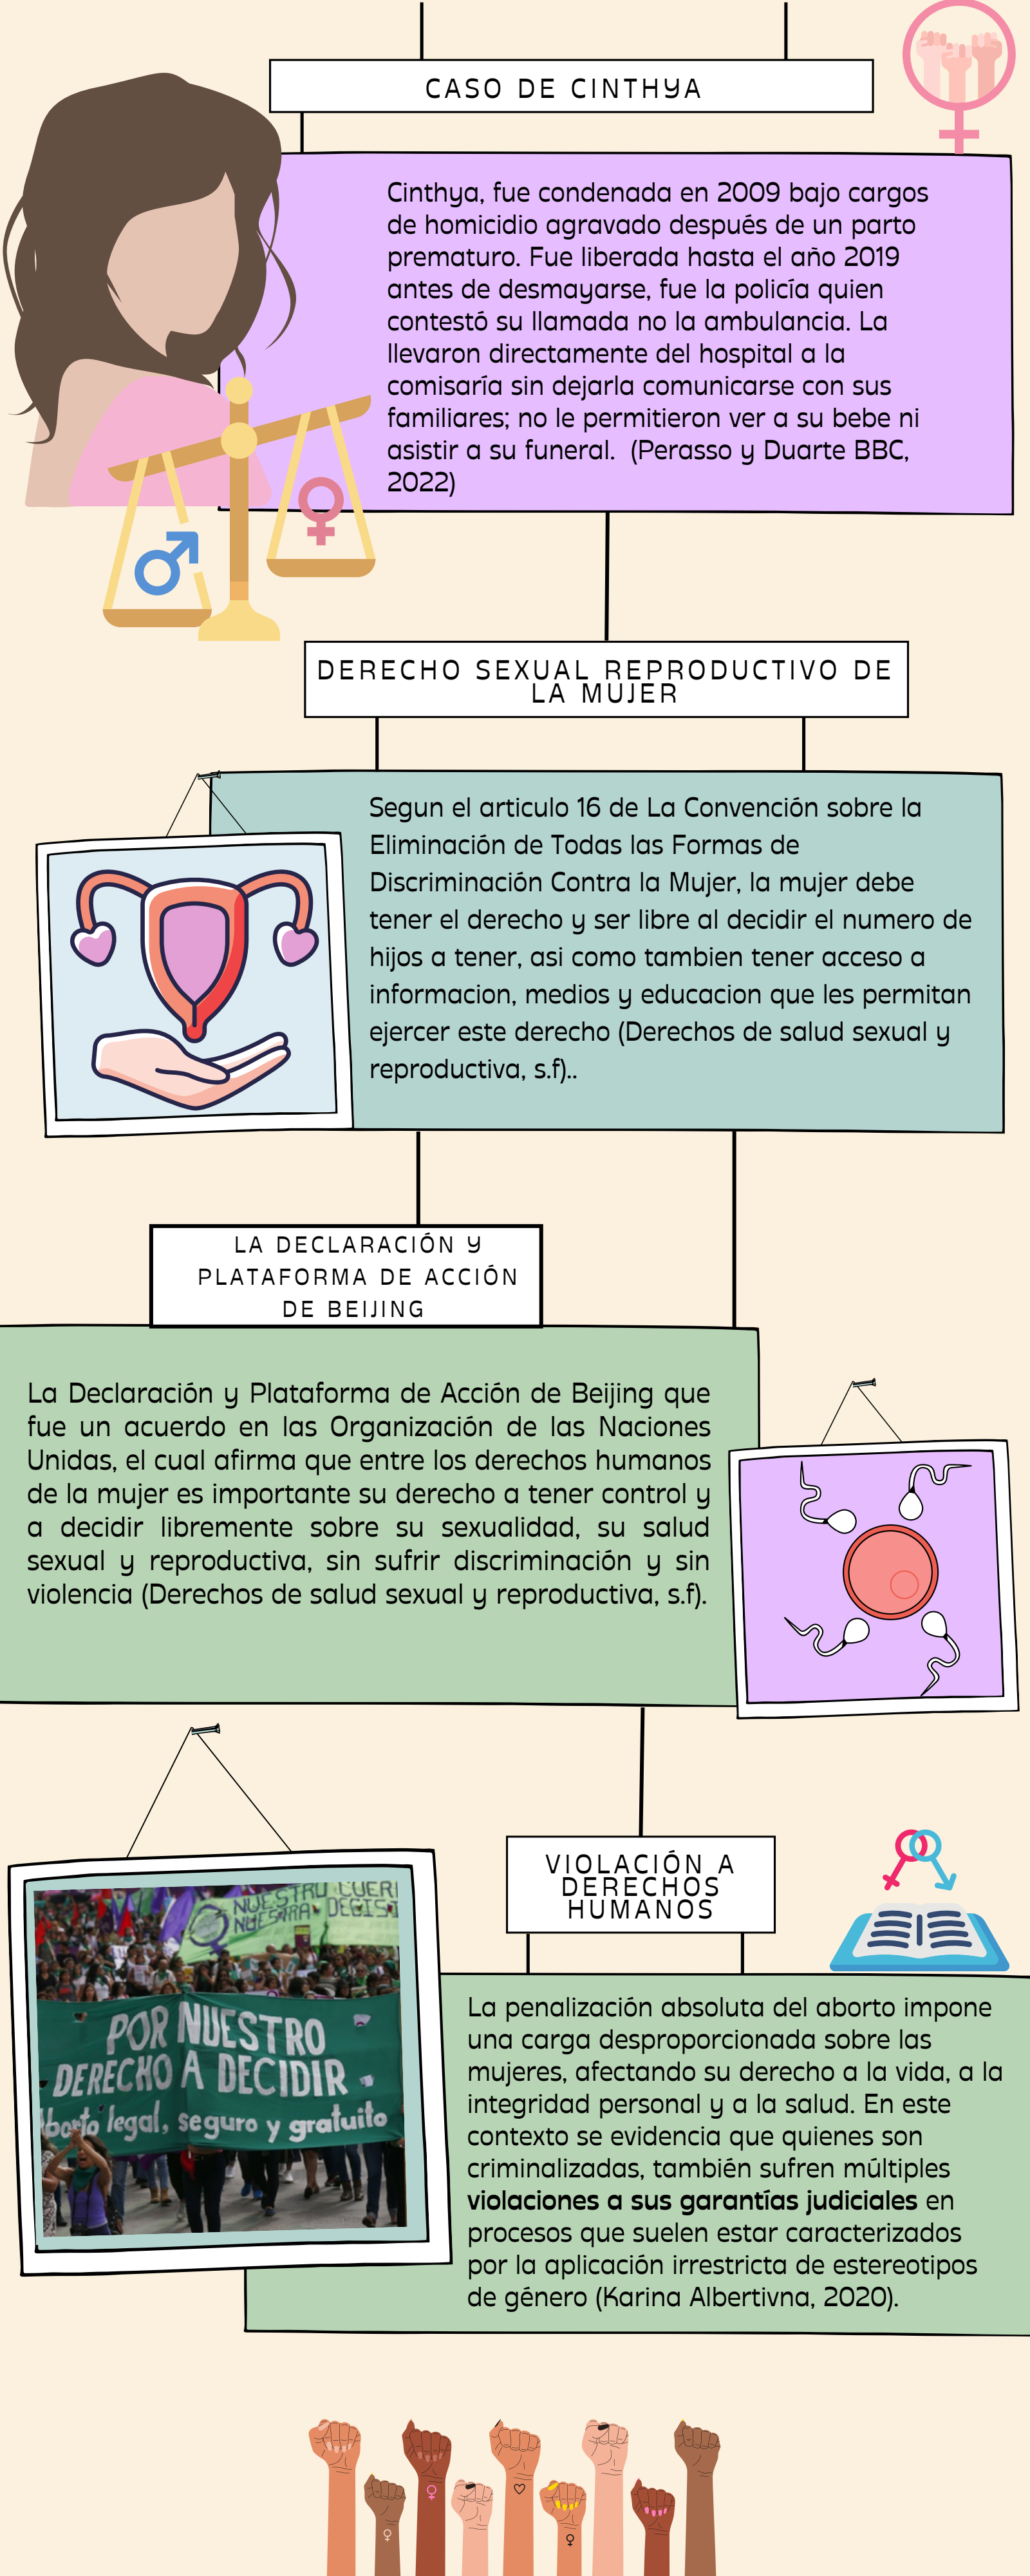 CASO DE CINTHYA
Cinthya, fue condenada en 2009 bajo cargos
de homicidio agravado después de un parto
prematuro. Fue liberada hasta el año 2019
antes de desmayarse, fue la policía quien
contestó su llamada no la ambulancia. La
llevaron directamente del hospital a la
comisaría sin dejarla comunicarse con sus
familiares; no le permitieron ver a su bebe ni
asistir a su funeral. (Perasso y Duarte BBC,
2022)
DERECHO SEXUAL REPRODUCTIVO DE
LA MUJER
Segun el articulo 16 de La Convención sobre la
Eliminación de Todas las Formas de
Discriminación Contra la Mujer, la mujer debe
tener el derecho y ser libre al decidir el numero de
hijos a tener, asi como tambien tener acceso a
informacion, medios y educacion que les permitan
ejercer este derecho (Derechos de salud sexual y
reproductiva, s.f)..
LA DECLARACIÓN Y
PLATAFORMA DE ACCIÓN
DE BEIJING
La Declaración y Plataforma de Acción de Beijing que
fue un acuerdo en las Organización de las Naciones
Unidas, el cual afirma que entre los derechos humanos
de la mujer es importante su derecho a tener control y
a decidir libremente sobre su sexualidad, su salud
sexual y reproductiva, sin sufrir discriminación y sin
violencia (Derechos de salud sexual y reproductiva, s.f).
VIOLACIÓN A
DERECHOS
HUMANOS
NUESTRO CUER
NUESTRA DECISI
POR NUESTRO
DERECHO A DECIDIR
Aborto legal, seguro y gratuito
La penalización absoluta del aborto impone
una carga desproporcionada sobre las
mujeres, afectando su derecho a la vida, a la
integridad personal y a la salud. En este
contexto se evidencia que quienes son
criminalizadas, también sufren múltiples
violaciones a sus garantías judiciales en
procesos que suelen estar caracterizados
por la aplicación irrestricta de estereotipos
de género (Karina Albertivna, 2020).